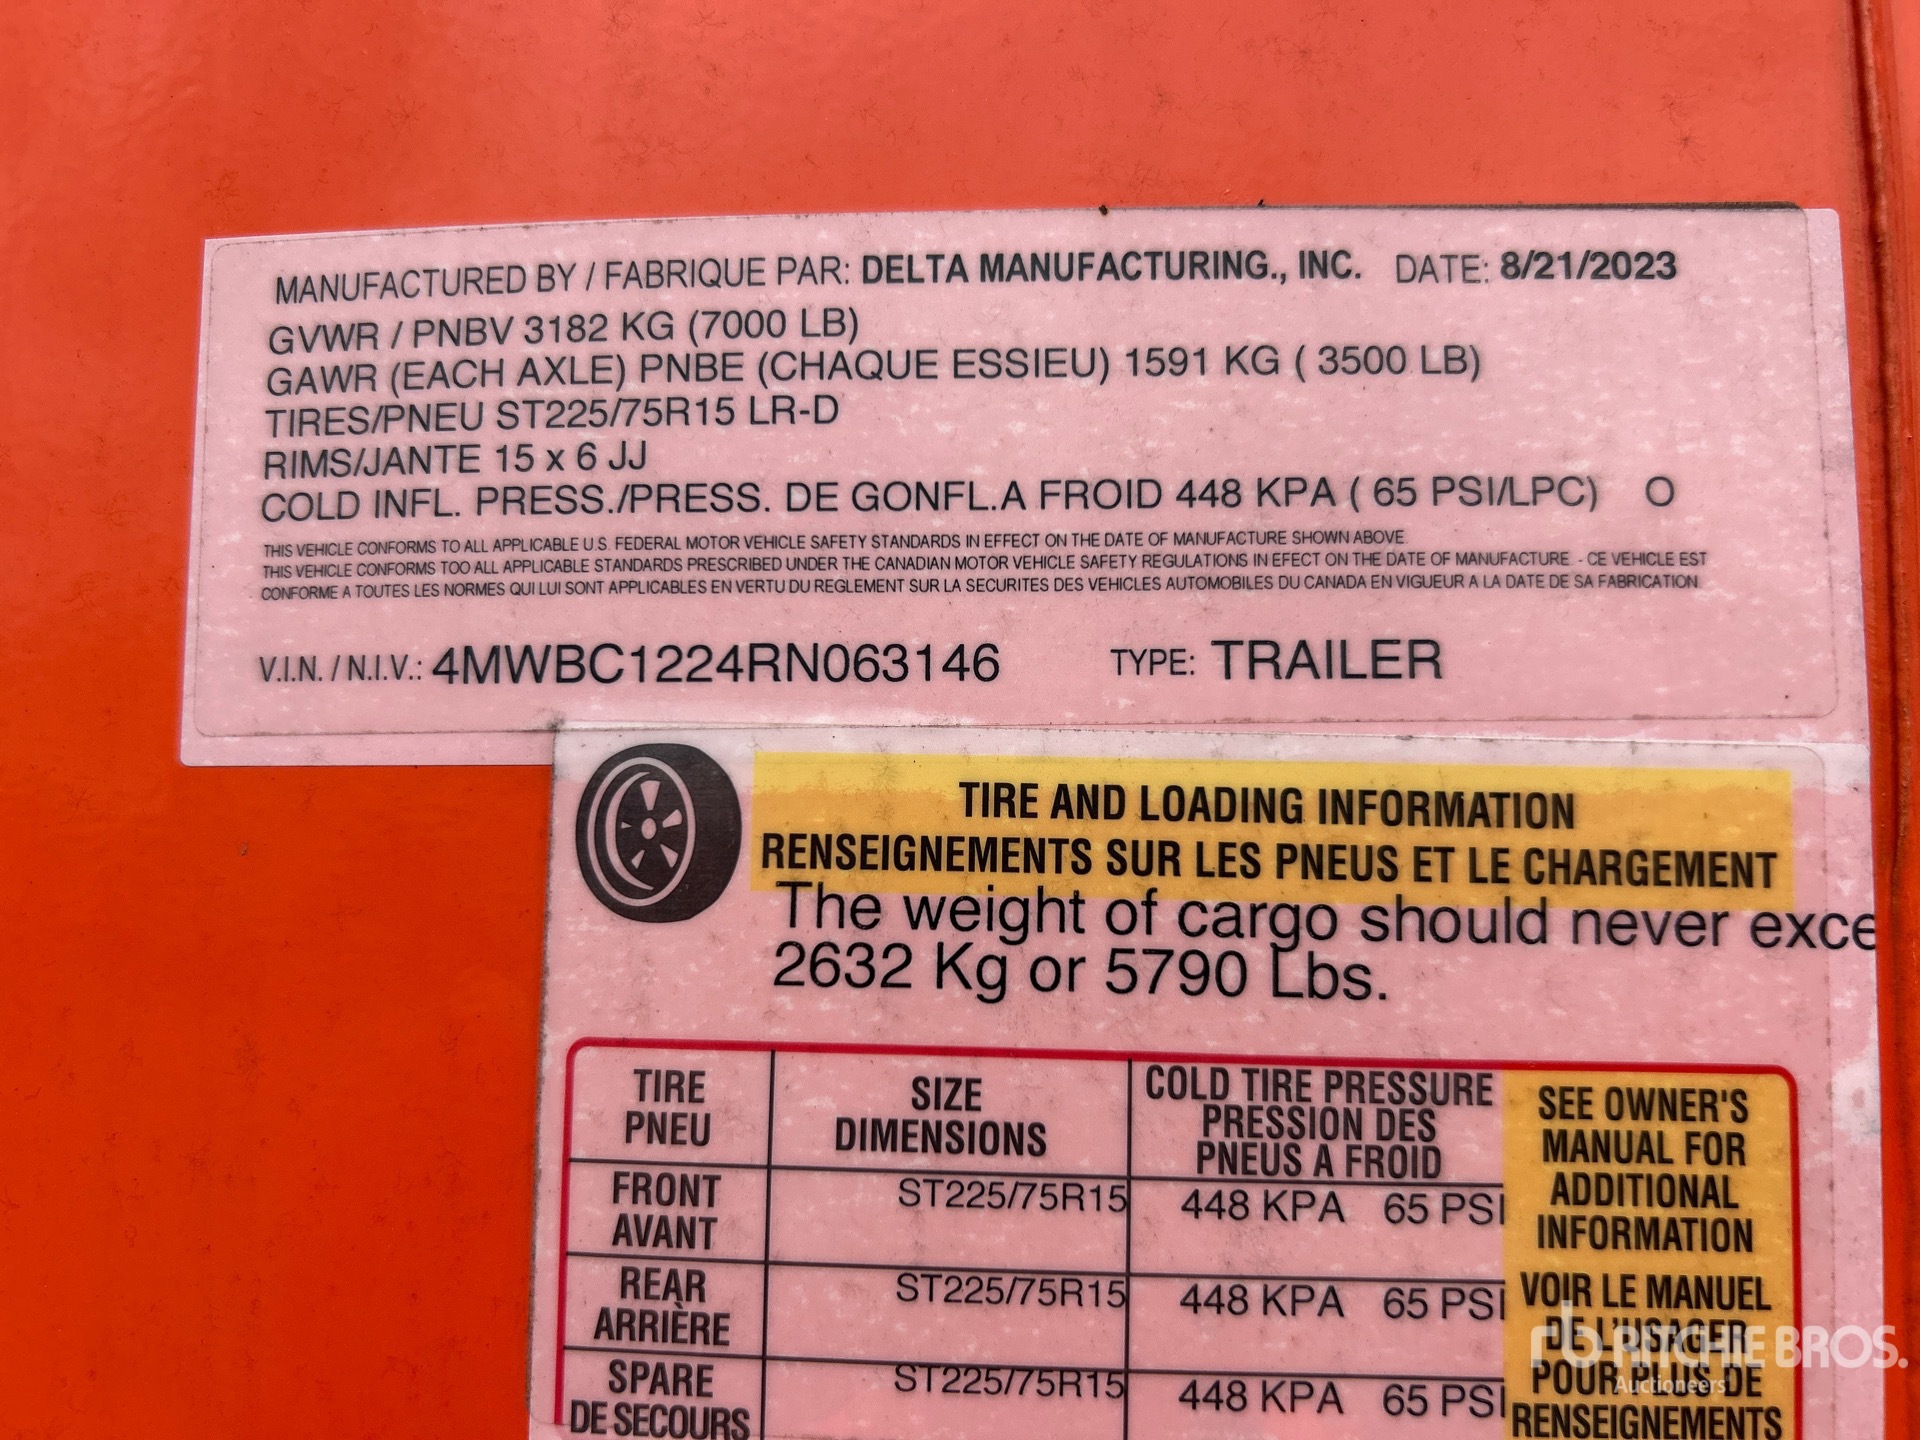 MANUFACTURED BY / FABRIQUE PAR: DELTA MANUFACTURING., INC. DATE: 8/21/2023
GVWR / PNBV 3182 KG (7000 LB)
GAWR (EACH AXLE) PNBE (CHAQUE ESSIEU) 1591 KG ( 3500 LB)
TIRES/PNEU ST225/75R15 LR-D
RIMS/JANTE 15 x 6 JJ
COLD INFL. PRESS./PRESS. DE GONFL.A FROID 448 KPA ( 65 PSI/LPC) O
THIS VEHICLE CONFORMS TO ALL APPLICABLE U.S. FEDERAL MOTOR VEHICLE SAFETY STANDARDS IN EFFECT ON THE DATE OF MANUFACTURE SHOWN ABOVE.
THIS VEHICLE CONFORMS TOO ALL APPLICABLE STANDARDS PRESCRIBED UNDER THE CANADIAN MOTOR VEHICLE SAFETY REGULATIONS IN EFECT ON THE DATE OF MANUFACTURE. - CE VEHICLE EST
CONFORME A TOUTES LES NORMES QUI LUI SONT APPLICABLES EN VERTU DU REGLEMENT SUR LA SECURITES DES VEHICLES AUTOMOBILES DU CANADA EN VIGUEUR A LA DATE DE SA FABRICATION
V.I.N. / N.I.V.: 4MWBC1224RN063146 TYPE: TRAILER
TIRE AND LOADING INFORMATION
RENSEIGNEMENTS SUR LES PNEUS ET LE CHARGEMENT
The weight of cargo should never exce
2632 Kg or 5790 Lbs.
TIRE
PNEU
SIZE
DIMENSIONS
COLD TIRE PRESSURE
PRESSION DES
PNEUS A FROID
SEE OWNER'S
MANUAL FOR
ADDITIONAL
INFORMATION
FRONT
AVANT
ST225/75R15
448 KPA 65 PSI
REAR
ARRIÈRE
ST225/75R15
448 KPA 65 PSI
VOIR LE MANUEL
DE L'USAGER
POUR PLUS DE
RENSEIGNEMENTS
SPARE
DE SECOURS
ST225/75R15
448 KPA 65 PSI
rb RITCHIE BROS.
Auctioneers